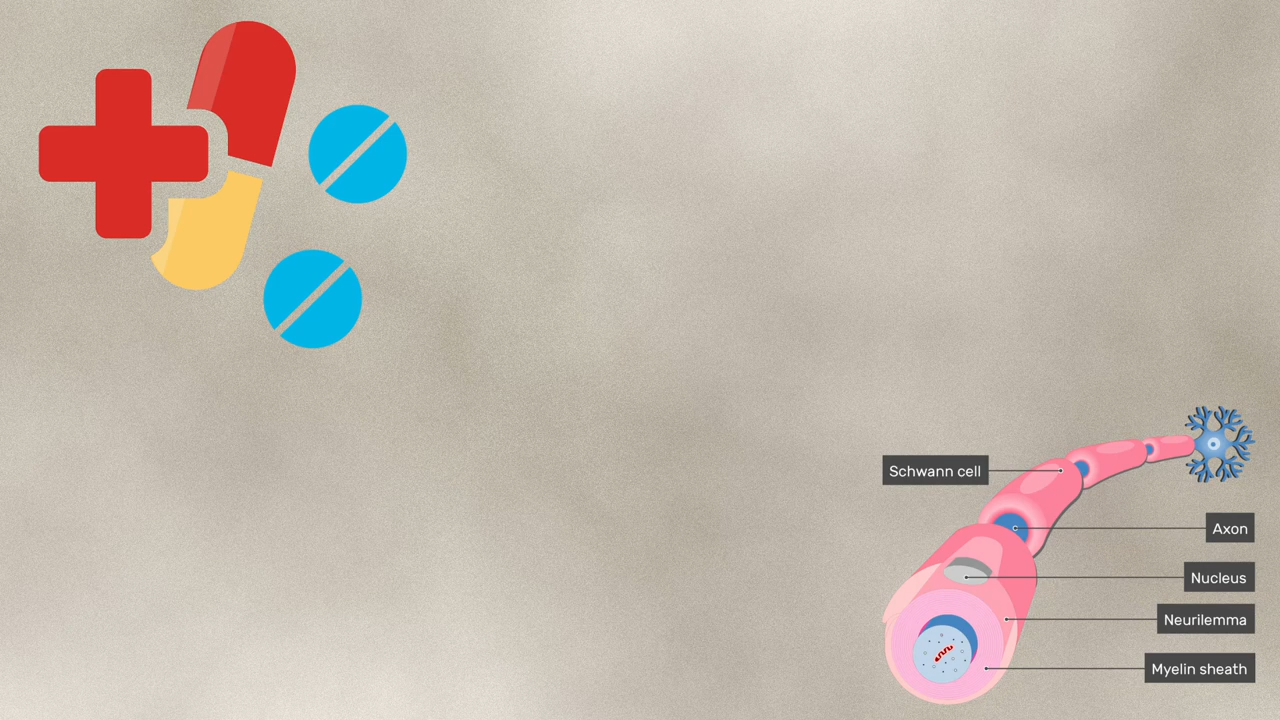 Schwann cell
Axon
Nucleus
Neurilemma
Myelin sheath